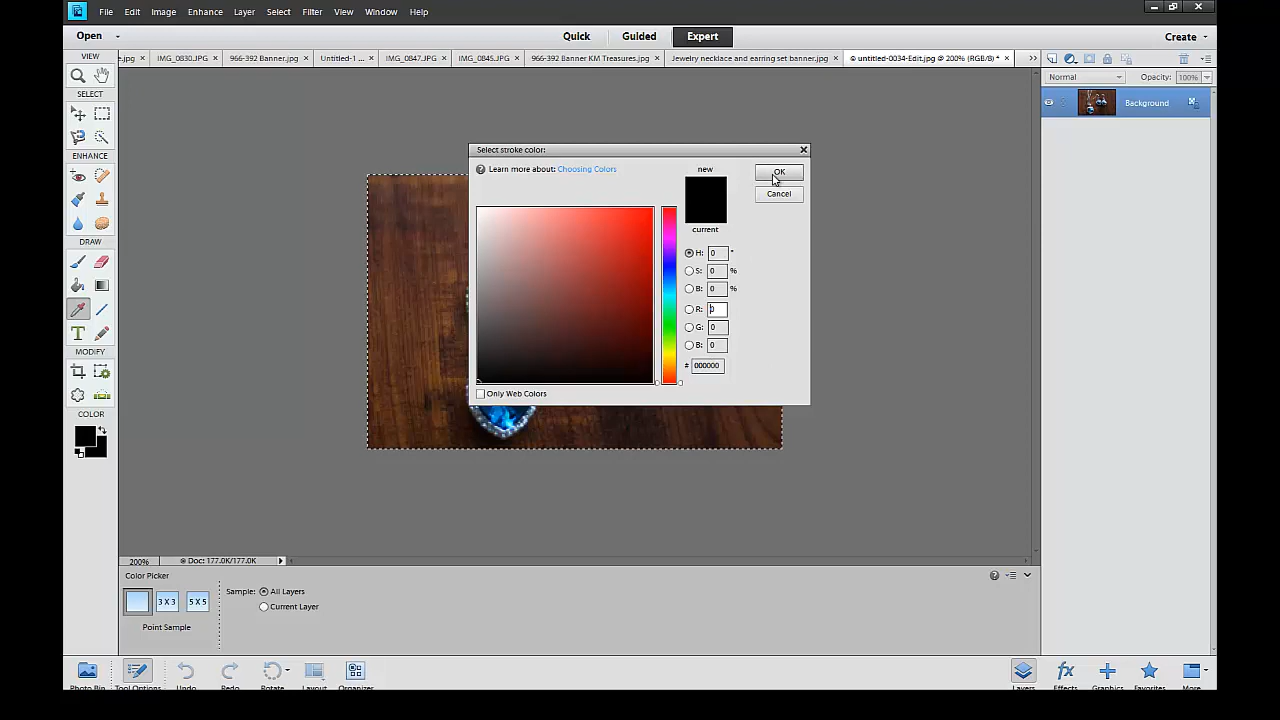 File Edit Image Enhance Layer Select Filter View Window Help
Open Quick Guided Expert Create
e.jpg × IMG_0830.JPG × 966-392 Banner.jpg × Untitled-1 ... × IMG_0847.JPG × IMG_0845.JPG × 966-392 Banner KM Treasures.jpg × Jewelry necklace and earring set banner.jpg × © untitled-0034-Edit.jpg @ 200% (RGB/8) * ×
VIEW
SELECT
ENHANCE
DRAW
T
MODIFY
COLOR
Normal Opacity: 100%
Background
Select stroke color:
Learn more about: Choosing Colors
new
OK
Cancel
current
H: 0 °
S: 0 %
B: 0 %
R: 0
G: 0
B: 0
# 000000
Only Web Colors
200% Doc: 177.0K/177.0K
Color Picker
3 X 3 5 X 5
Point Sample
Sample: All Layers
Current Layer
Photo Bin Tool Options Undo Redo Rotate Layout Organizer Layers fx Effects Graphics Favorites More